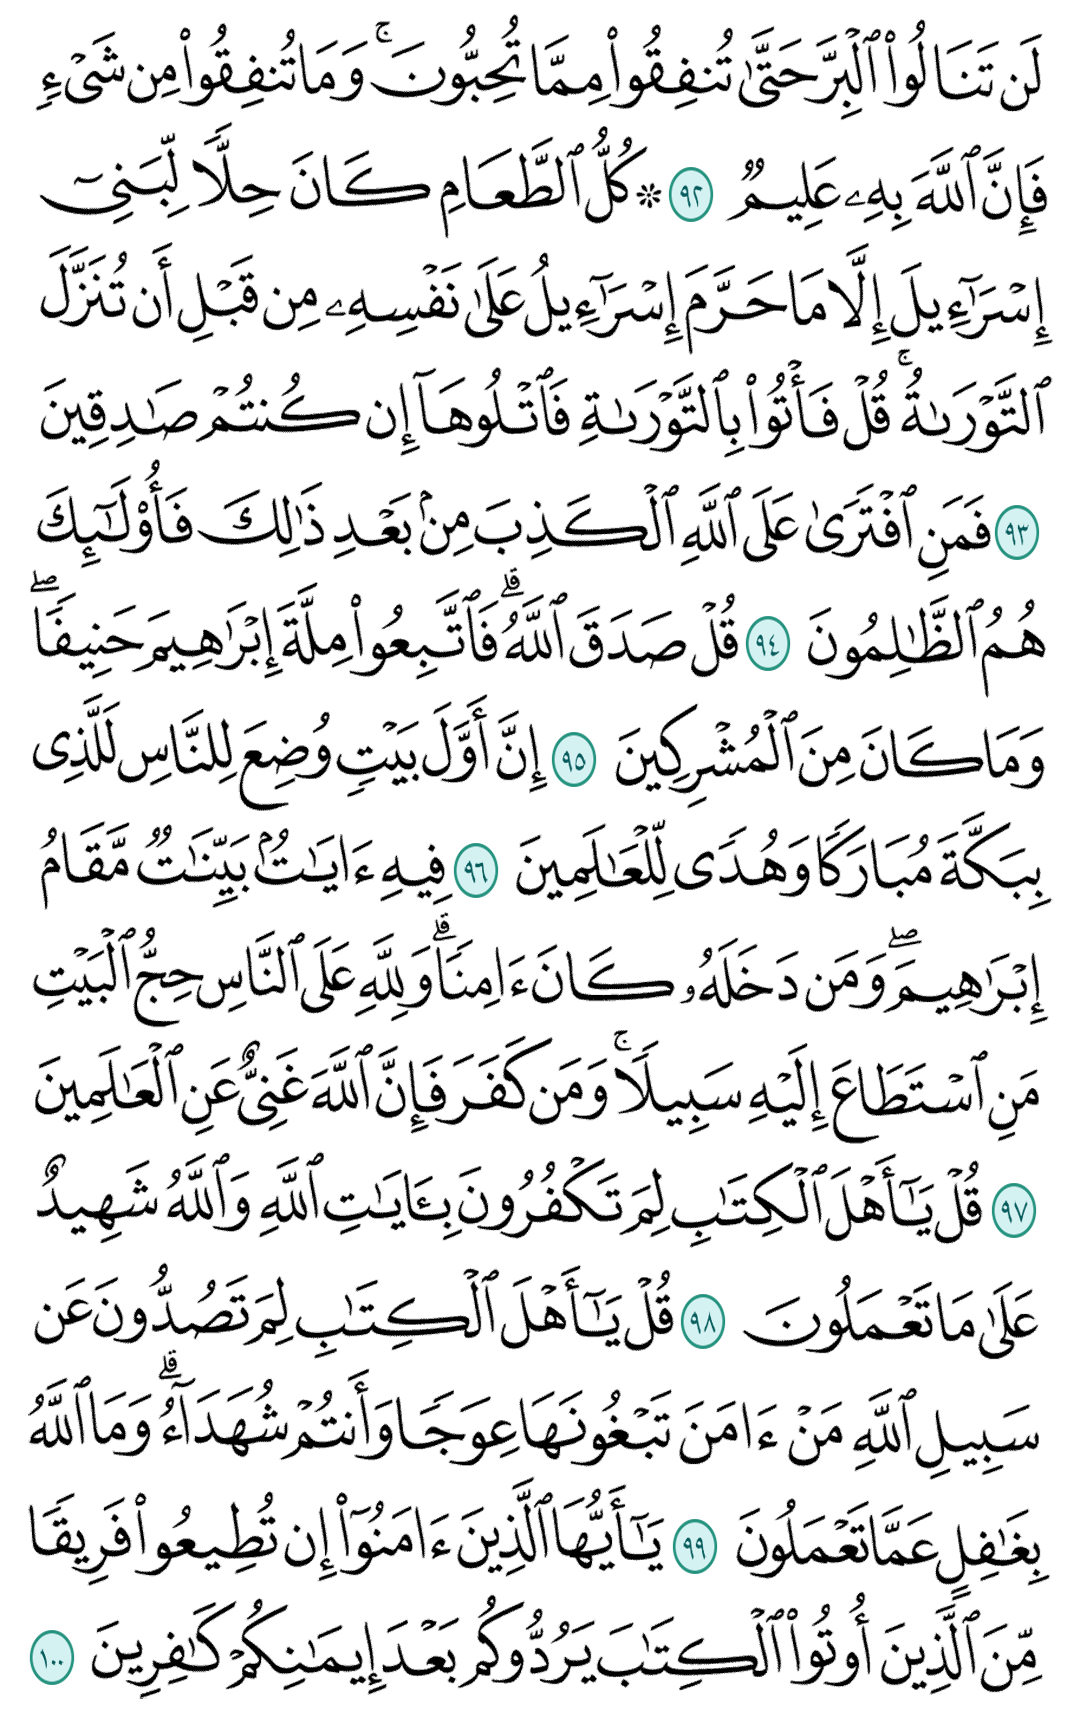 لَن تَنَالُوا۟ ٱلْبِرَّ حَتَّىٰ تُنفِقُوا۟ مِمَّا تُحِبُّونَ ۚ وَمَا تُنفِقُوا۟ مِن شَىْءٍ
فَإِنَّ ٱللَّهَ بِهِۦ عَلِيمٌ ٩٢ * كُلُّ ٱلطَّعَامِ كَانَ حِلًّا لِّبَنِىٓ
إِسْرَٰٓءِيلَ إِلَّا مَا حَرَّمَ إِسْرَٰٓءِيلُ عَلَىٰ نَفْسِهِۦ مِن قَبْلِ أَن تُنَزَّلَ
ٱلتَّوْرَىٰةُ ۚ قُلْ فَأْتُوا۟ بِٱلتَّوْرَىٰةِ فَٱتْلُوهَآ إِن كُنتُمْ صَـٰدِقِينَ
٩٣ فَمَنِ ٱفْتَرَىٰ عَلَى ٱللَّهِ ٱلْكَذِبَ مِنۢ بَعْدِ ذَٰلِكَ فَأُو۟لَـٰٓئِكَ
هُمُ ٱلظَّـٰلِمُونَ ٩٤ قُلْ صَدَقَ ٱللَّهُ ۗ فَٱتَّبِعُوا۟ مِلَّةَ إِبْرَٰهِيمَ حَنِيفًا ۖ
وَمَا كَانَ مِنَ ٱلْمُشْرِكِينَ ٩٥ إِنَّ أَوَّلَ بَيْتٍ وُضِعَ لِلنَّاسِ لَلَّذِى
بِبَكَّةَ مُبَارَكًا وَهُدًى لِّلْعَـٰلَمِينَ ٩٦ فِيهِ ءَايَـٰتٌۢ بَيِّنَـٰتٌ مَّقَامُ
إِبْرَٰهِيمَ ۖ وَمَن دَخَلَهُۥ كَانَ ءَامِنًا ۗ وَلِلَّهِ عَلَى ٱلنَّاسِ حِجُّ ٱلْبَيْتِ
مَنِ ٱسْتَطَاعَ إِلَيْهِ سَبِيلًا ۚ وَمَن كَفَرَ فَإِنَّ ٱللَّهَ غَنِىٌّ عَنِ ٱلْعَـٰلَمِينَ
٩٧ قُلْ يَـٰٓأَهْلَ ٱلْكِتَـٰبِ لِمَ تَكْفُرُونَ بِـَٔايَـٰتِ ٱللَّهِ وَٱللَّهُ شَهِيدٌ
عَلَىٰ مَا تَعْمَلُونَ ٩٨ قُلْ يَـٰٓأَهْلَ ٱلْكِتَـٰبِ لِمَ تَصُدُّونَ عَن
سَبِيلِ ٱللَّهِ مَنْ ءَامَنَ تَبْغُونَهَا عِوَجًا وَأَنتُمْ شُهَدَآءُ ۗ وَمَا ٱللَّهُ
بِغَـٰفِلٍ عَمَّا تَعْمَلُونَ ٩٩ يَـٰٓأَيُّهَا ٱلَّذِينَ ءَامَنُوٓا۟ إِن تُطِيعُوا۟ فَرِيقًا
مِّنَ ٱلَّذِينَ أُوتُوا۟ ٱلْكِتَـٰبَ يَرُدُّوكُم بَعْدَ إِيمَـٰنِكُمْ كَـٰفِرِينَ ١٠٠